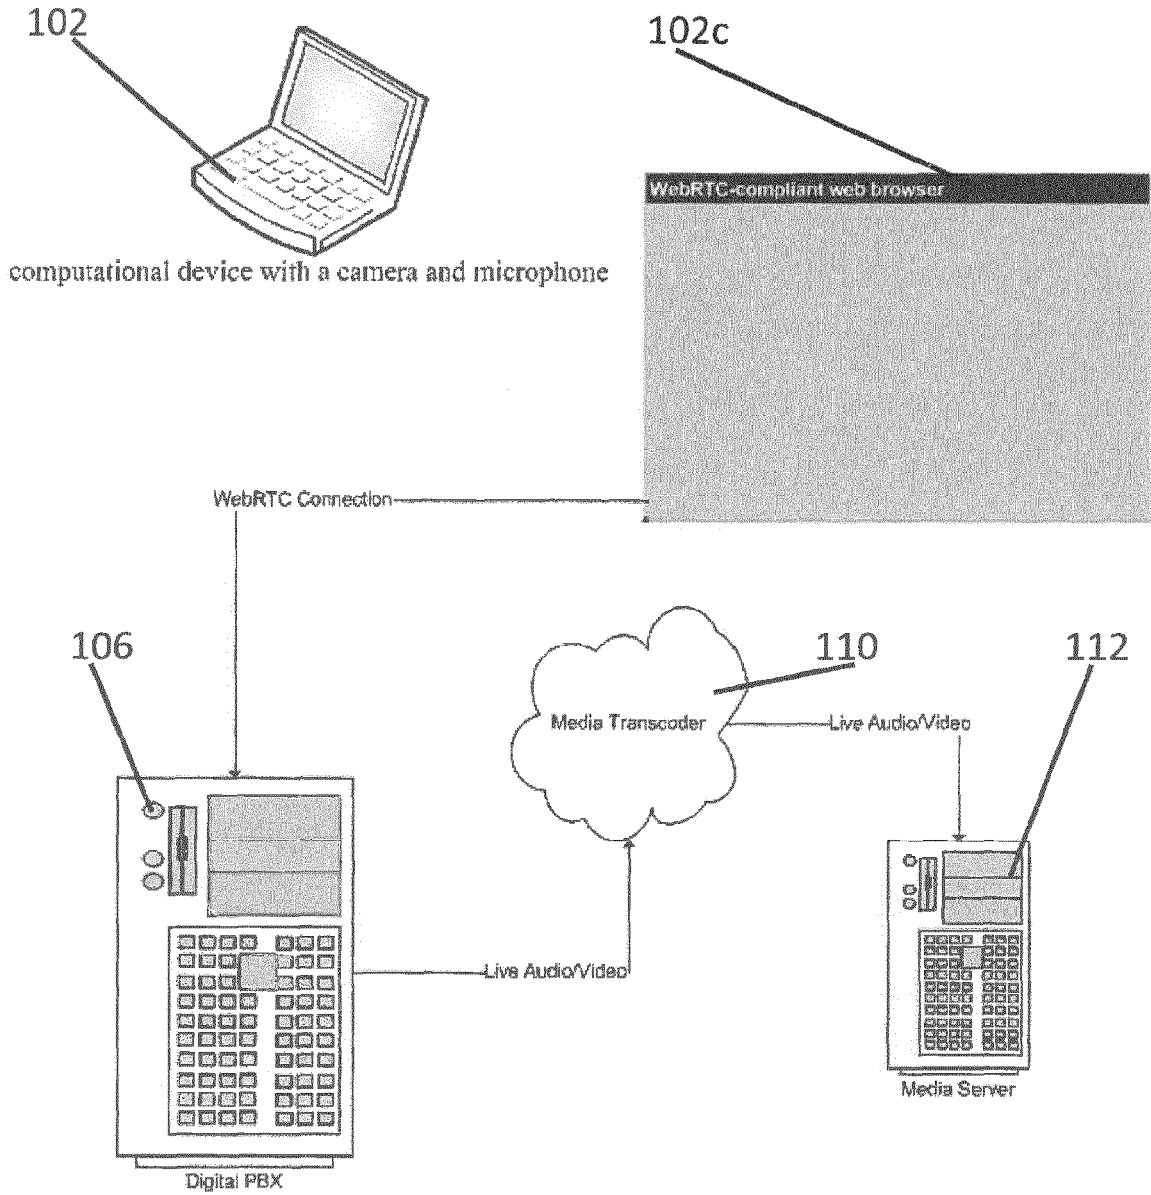 102
102c
WebRTC-compliant web browser
computational device with a camera and microphone
WebRTC Connection
106
110
112
Media Transcoder
Live Audio/Video
Live Audio/Video
Media Server
Digital PBX